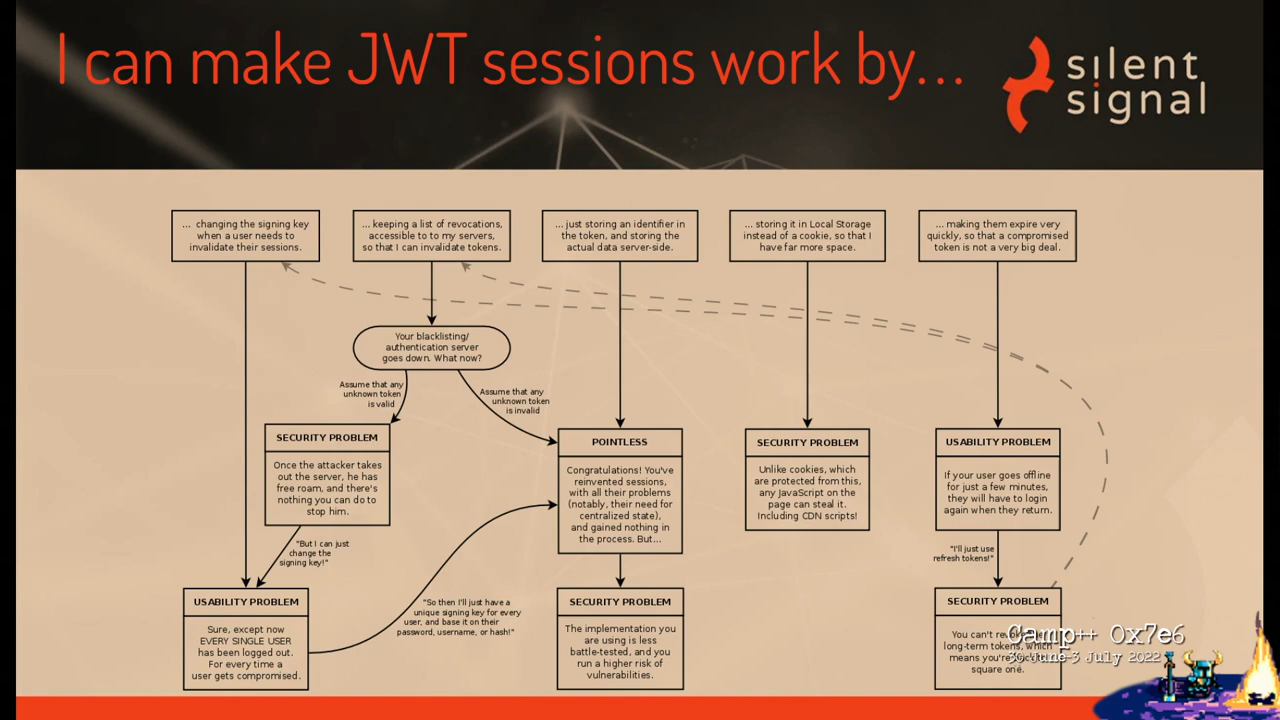 I can make JWT sessions work by...
silent
signal
... changing the signing key
when a user needs to
invalidate their sessions.
... keeping a list of revocations,
accessible to to my servers,
so that I can invalidate tokens.
... just storing an identifier in
the token, and storing the
actual data server-side.
... storing it in Local Storage
instead of a cookie, so that I
have far more space.
... making them expire very
quickly, so that a compromised
token is not a very big deal.
Your blacklisting/
authentication server
goes down. What now?
Assume that any
unknown token
is valid
Assume that any
unknown token
is invalid
SECURITY PROBLEM
Once the attacker takes
out the server, he has
free roam, and there's
nothing you can do to
stop him.
POINTLESS
Congratulations! You've
reinvented sessions,
with all their problems
(notably, their need for
centralized state),
and gained nothing in
the process. But...
SECURITY PROBLEM
Unlike cookies, which
are protected from this,
any JavaScript on the
page can steal it.
Including CDN scripts!
USABILITY PROBLEM
If your user goes offline
for just a few minutes,
they will have to login
again when they return.
"But I can just
change the
signing key!"
"I'll just use
refresh tokens!"
USABILITY PROBLEM
Sure, except now
EVERY SINGLE USER
has been logged out.
For every time a
user gets compromised.
"So then I'll just have a
unique signing key for every
user, and base it on their
password, username, or hash!"
SECURITY PROBLEM
The implementation you
are using is less
battle-tested, and you
run a higher risk of
vulnerabilities.
SECURITY PROBLEM
You can't
long-term tokens, which
means you're
square one.
Camp++ 0x7e6
30 June-3 July 2022